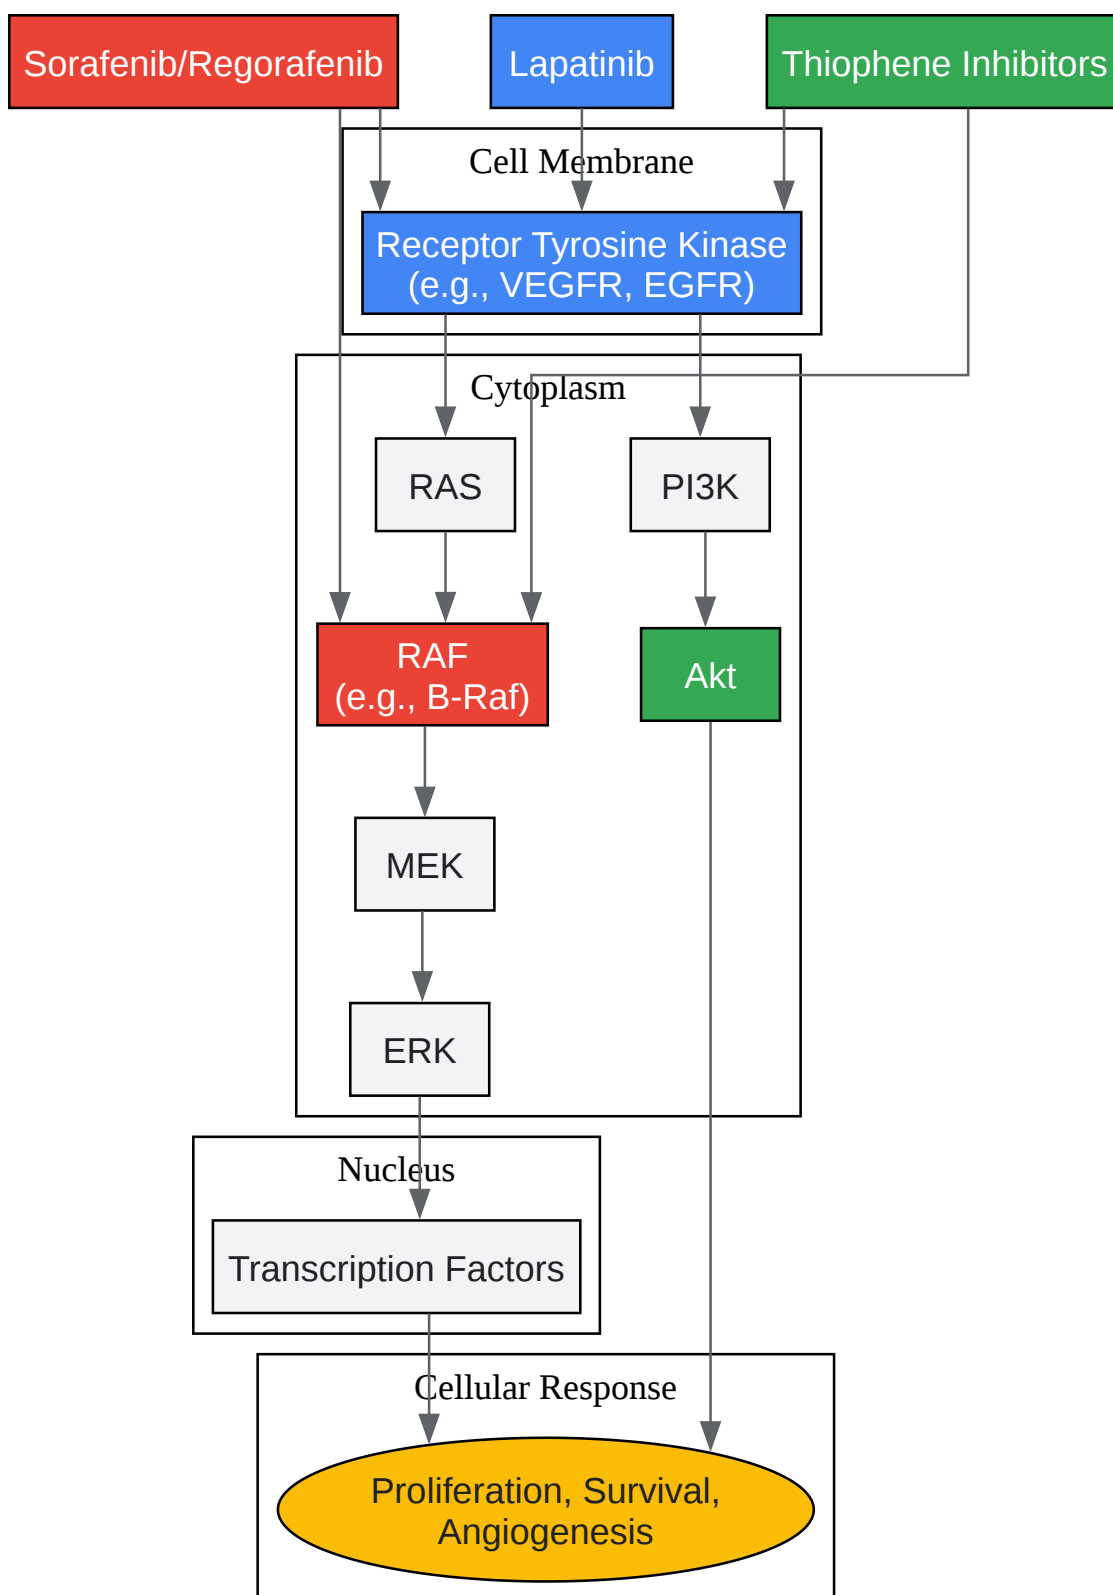 Sorafenib/Regorafenib
Lapatinib
Thiophene Inhibitors
Cell Membrane
Receptor Tyrosine Kinase
(e.g., VEGFR, EGFR)
Cytoplasm
RAS
PI3K
RAF
(e.g., B-Raf)
Akt
MEK
ERK
Nucleus
Transcription Factors
Cellular Response
Proliferation, Survival,
Angiogenesis